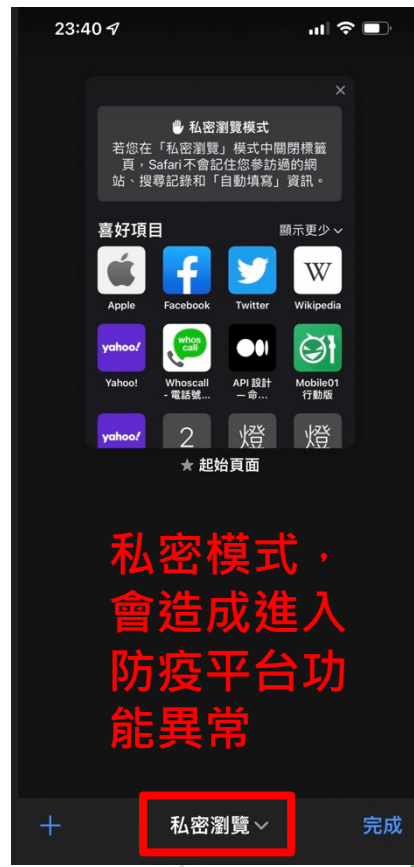 23:40
私密瀏覽模式
若您在「私密瀏覽」模式中關閉標籤
頁，Safari不會記住您參訪過的網
站、搜尋記錄和「自動填寫」資訊。
喜好項目 顯示更少
f W
Apple Facebook Twitter Wikipedia
yahoo! whos call
Yahoo! Whoscall API 設計 Mobile01
- 電話號... — 命... 行動版
yahoo! 2 燈 燈
★ 起始頁面
私密模式，
會造成進入
防疫平台功
能異常
+ 私密瀏覽 完成